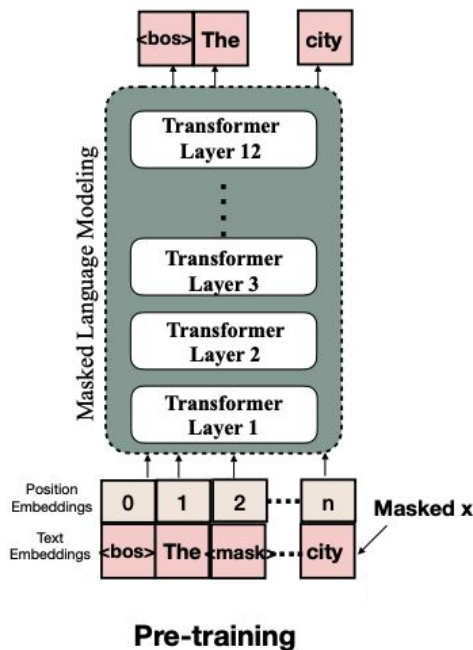 <bos> The city
Masked Language Modeling
Transformer
Layer 12
Transformer
Layer 3
Transformer
Layer 2
Transformer
Layer 1
Position
Embeddings
0 1 2 n
Masked x
Text
Embeddings
<bos> The <mask> city
Pre-training